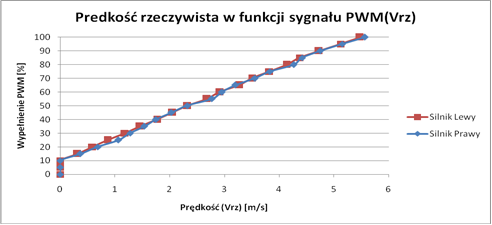 Predkość rzeczywista w funkcji sygnału PWM(Vrz)
Wypełnienie PWM [%]
100
90
80
70
60
50
40
30
20
10
0
0 1 2 3 4 5 6
Prędkość (Vrz) [m/s]
Silnik Lewy
Silnik Prawy